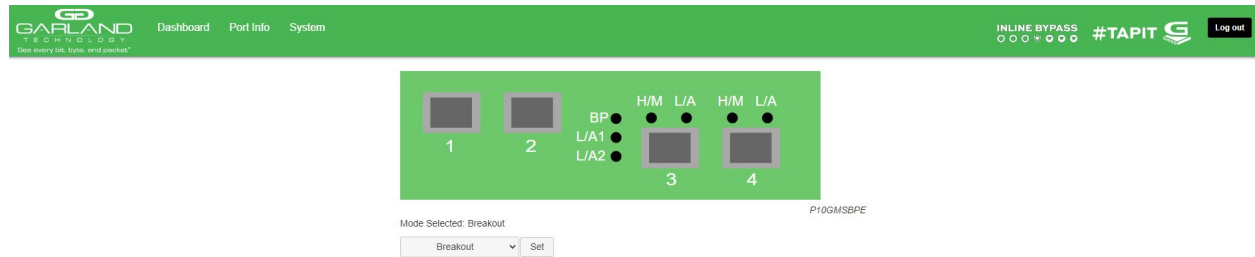 GARLAND
TECHNOLOGY
See every bit, byte, and packet®
Dashboard Port Info System
INLINE BYPASS
#TAPIT G
Log out
H/M L/A H/M L/A
BP
L/A1
L/A2
1 2 3 4
P10GMSBPE
Mode Selected: Breakout
Breakout Set